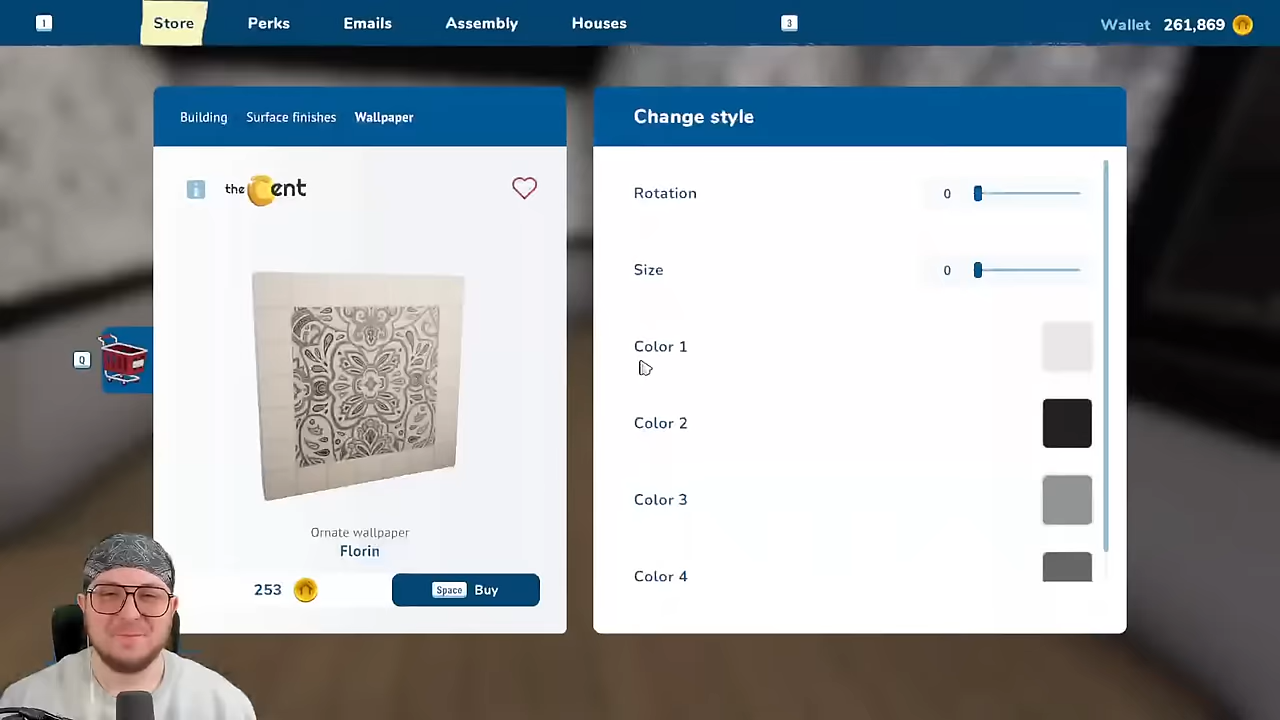 1 Store Perks Emails Assembly Houses 3 Wallet 261,869
Building Surface finishes Wallpaper
i the Cent
Q
Ornate wallpaper
Florin
253 Space Buy
Change style
Rotation 0
Size 0
Color 1
Color 2
Color 3
Color 4